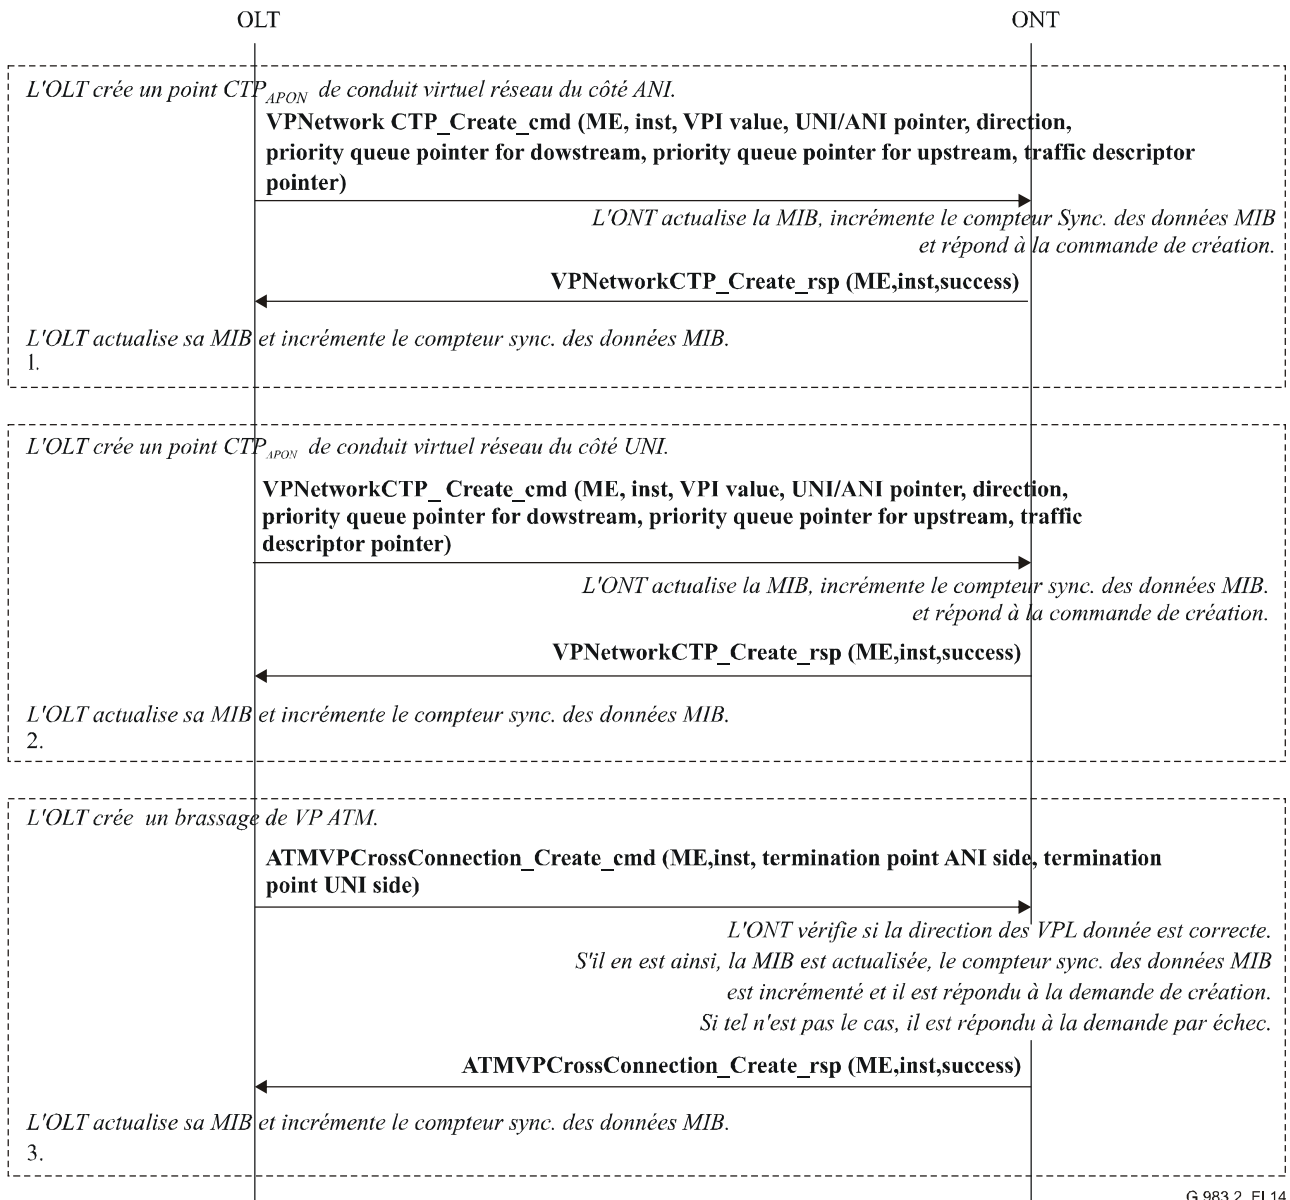 OLT
ONT
L'OLT crée un point CTP APON de conduit virtuel réseau du côté ANI.
VPNetwork CTP_Create_cmd (ME, inst, VPI value, UNI/ANI pointer, direction,
priority queue pointer for dowstream, priority queue pointer for upstream, traffic descriptor
pointer)
L'ONT actualise la MIB, incrémente le compteur Sync. des données MIB
et répond à la commande de création.
VPNetworkCTP_Create_rsp (ME,inst,success)
L'OLT actualise sa MIB et incrémente le compteur sync. des données MIB.
1.
L'OLT crée un point CTP APON de conduit virtuel réseau du côté UNI.
VPNetworkCTP_ Create_cmd (ME, inst, VPI value, UNI/ANI pointer, direction,
priority queue pointer for dowstream, priority queue pointer for upstream, traffic
descriptor pointer)
L'ONT actualise la MIB, incrémente le compteur sync. des données MIB.
et répond à la commande de création.
VPNetworkCTP_Create_rsp (ME,inst,success)
L'OLT actualise sa MIB et incrémente le compteur sync. des données MIB.
2.
L'OLT crée un brassage de VP ATM.
ATMVPCrossConnection_Create_cmd (ME,inst, termination point ANI side, termination
point UNI side)
L'ONT vérifie si la direction des VPL donnée est correcte.
S'il en est ainsi, la MIB est actualisée, le compteur sync. des données MIB
est incrémenté et il est répondu à la demande de création.
Si tel n'est pas le cas, il est répondu à la demande par échec.
ATMVPCrossConnection_Create_rsp (ME,inst,success)
L'OLT actualise sa MIB et incrémente le compteur sync. des données MIB.
3.
G.983.2_FI.14